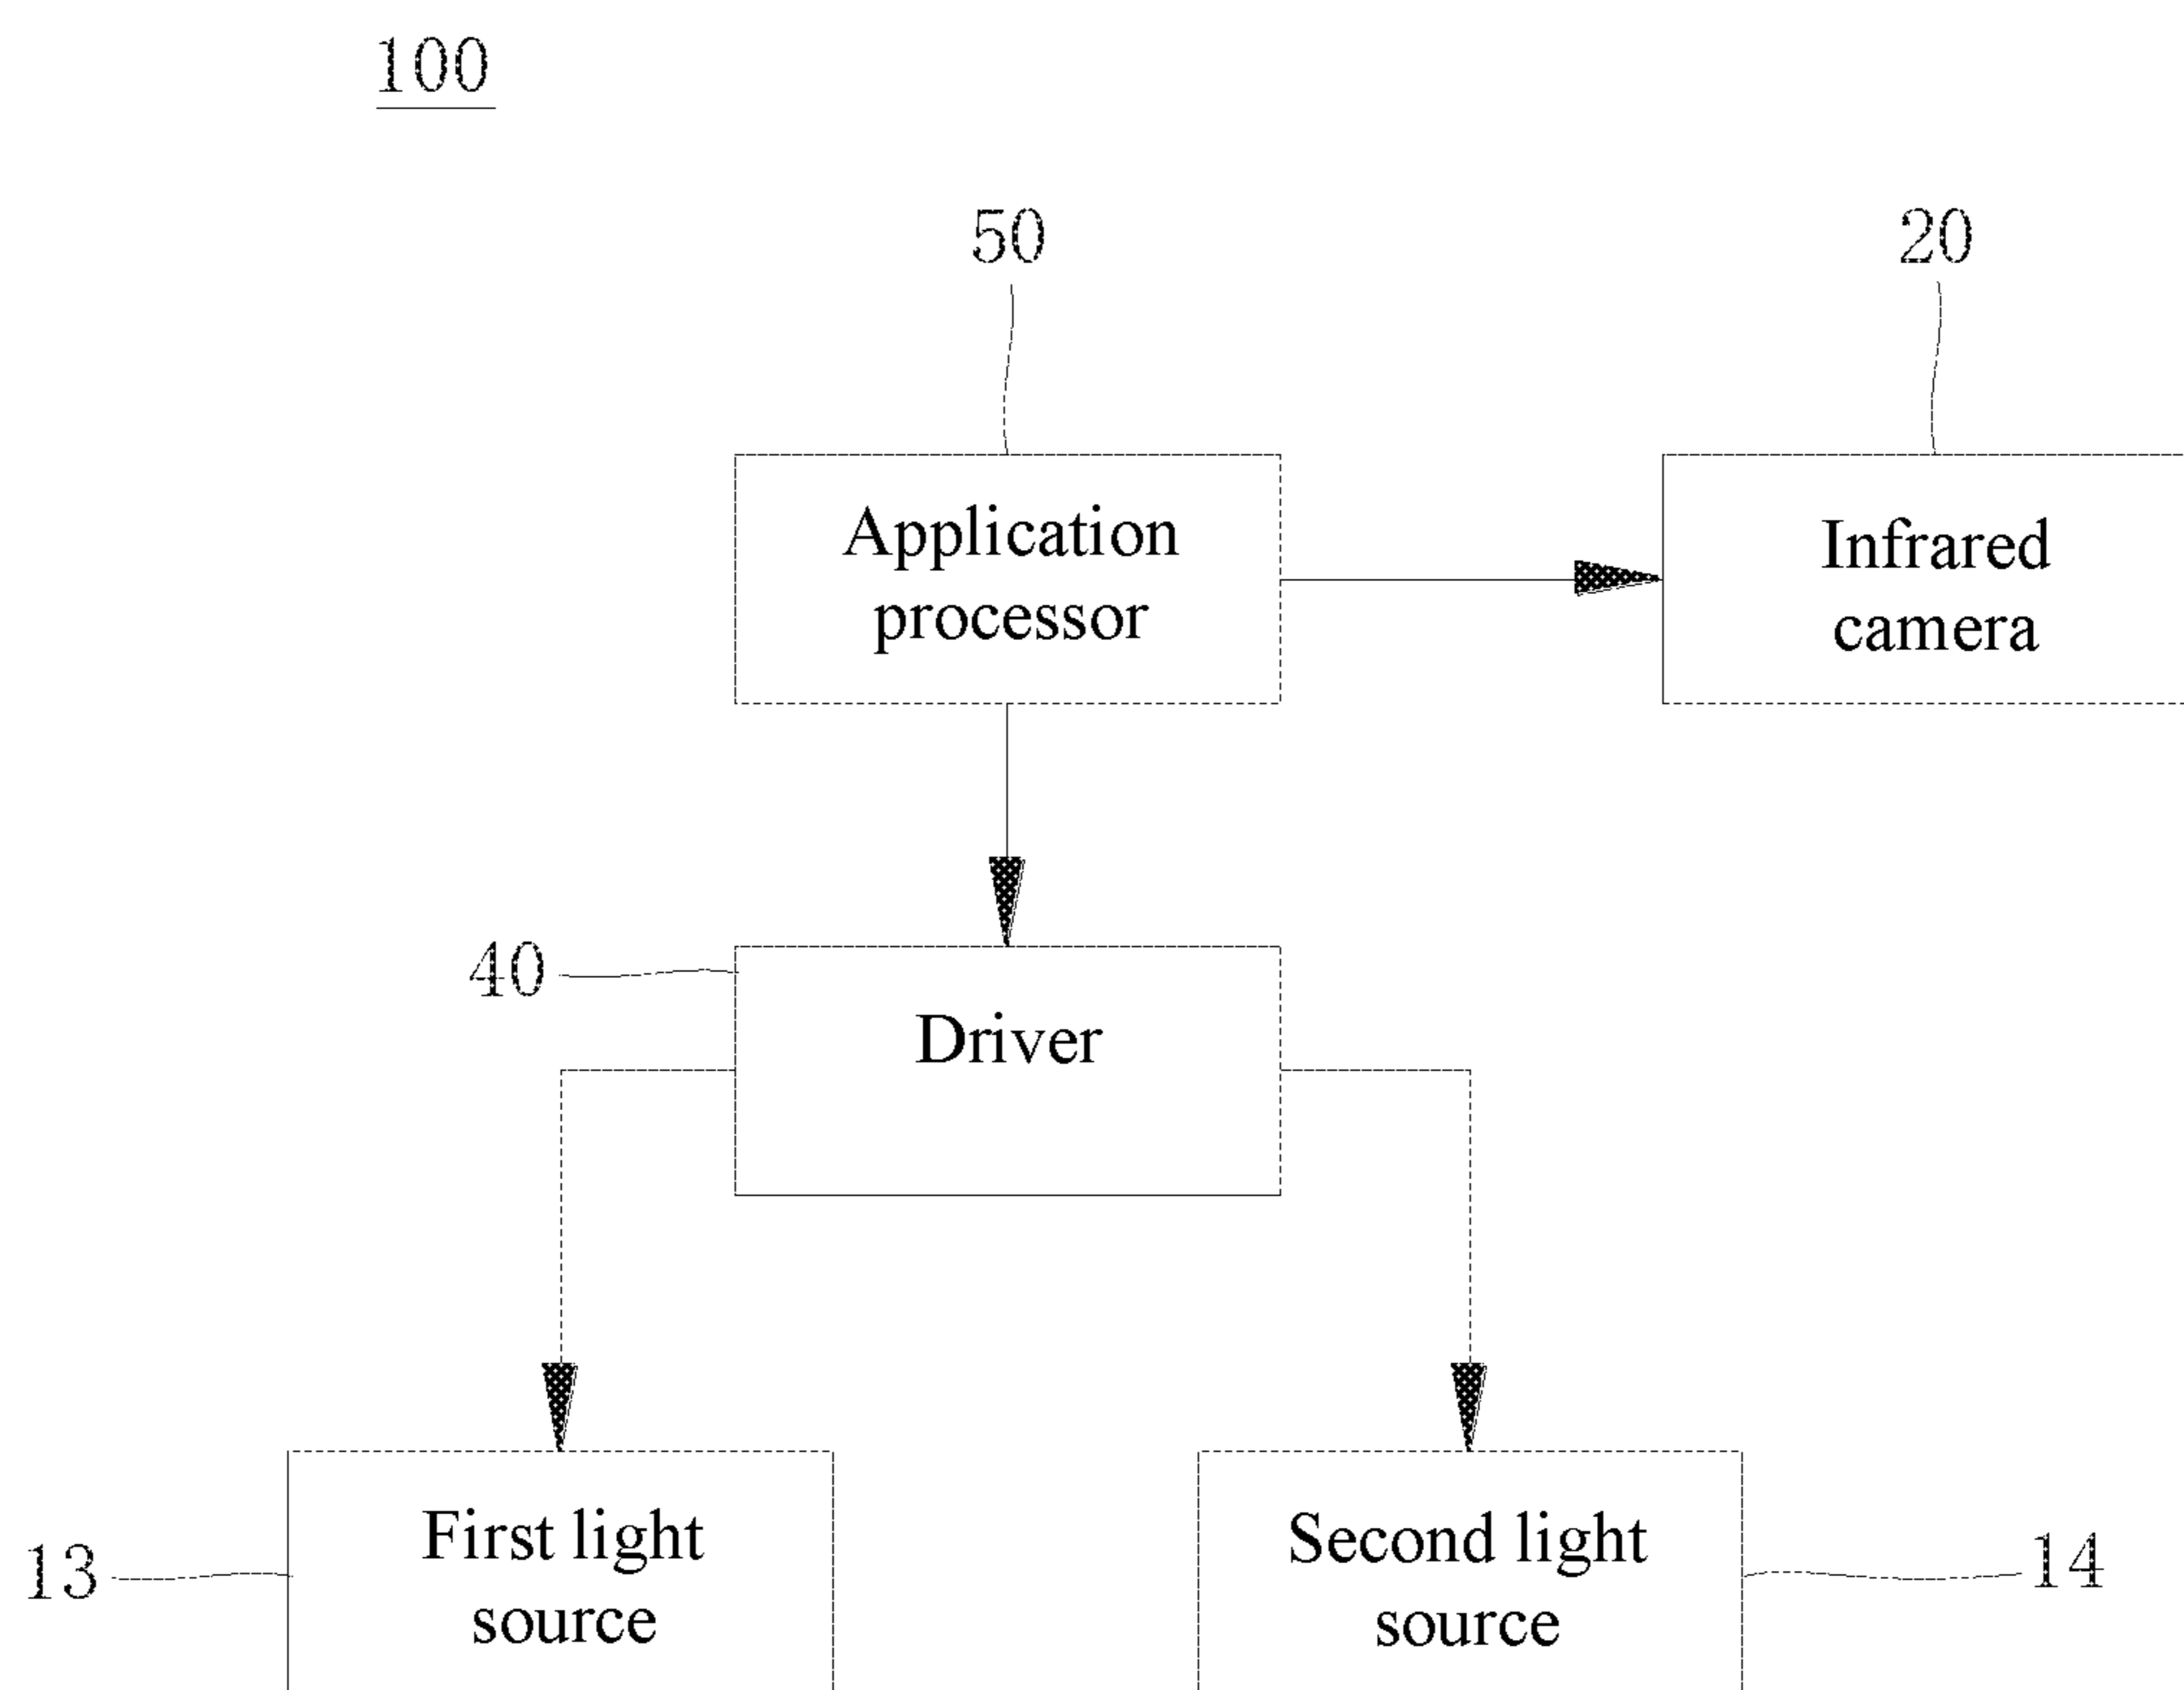 100
50
20
Application
processor
Infrared
camera
40
Driver
13
First light
source
Second light
source
14